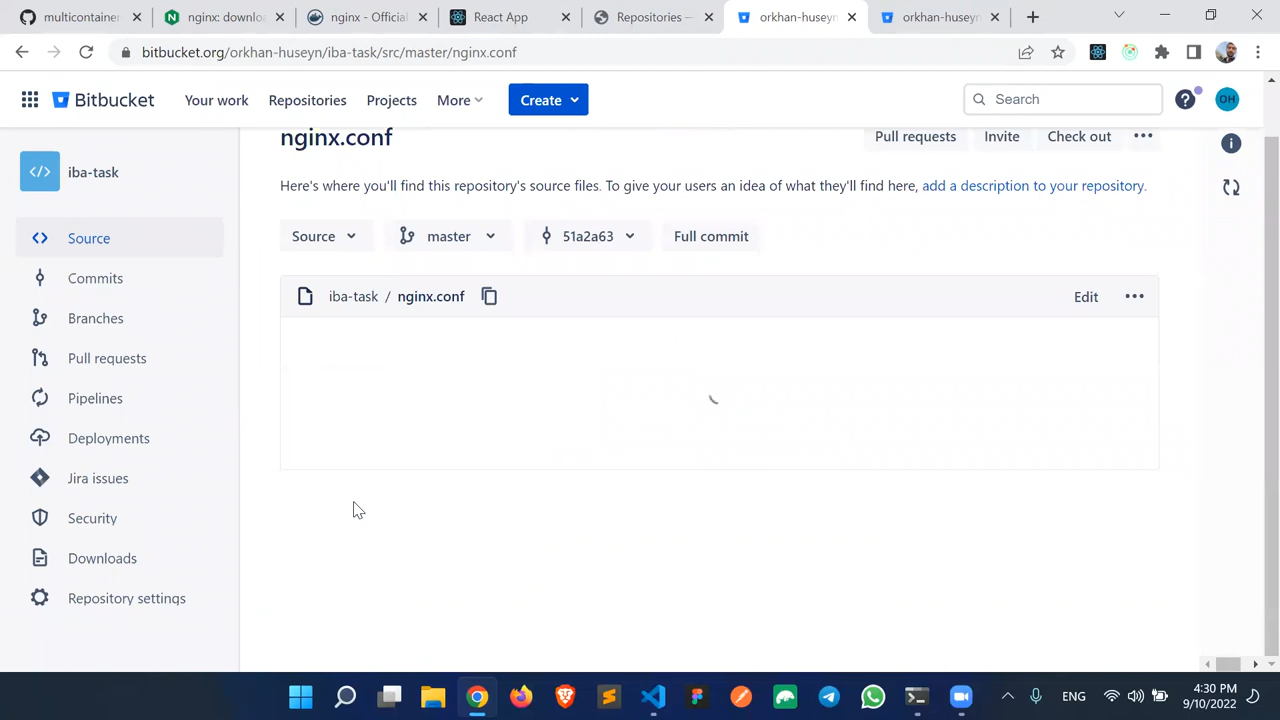 multicontainer
nginx: downlo
nginx - Officia
React App
Repositories —
orkhan-huseyn
orkhan-huseyn
bitbucket.org/orkhan-huseyn/iba-task/src/master/nginx.conf
Bitbucket
Your work
Repositories
Projects
More
Create
Search
OH
nginx.conf
Pull requests
Invite
Check out
iba-task
Here's where you'll find this repository's source files. To give your users an idea of what they'll find here, add a description to your repository.
Source
master
51a2a63
Full commit
Source
Commits
Branches
Pull requests
Pipelines
Deployments
Jira issues
Security
Downloads
Repository settings
iba-task / nginx.conf
Edit
ENG
4:30 PM
9/10/2022